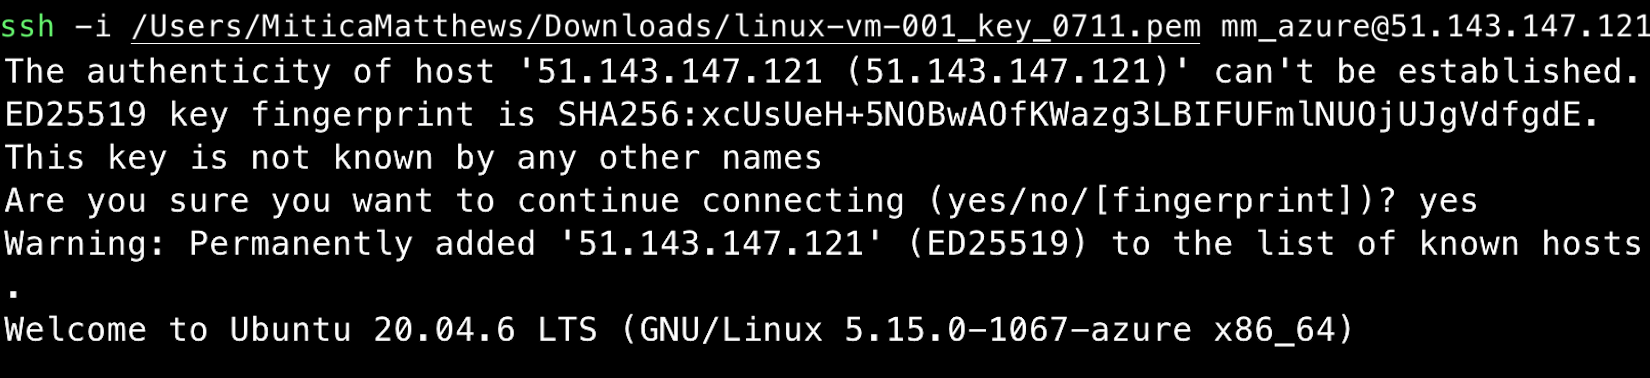 ssh -i /Users/MiticaMatthews/Downloads/linux-vm-001_key_0711.pem mm_azure@51.143.147.121
The authenticity of host '51.143.147.121 (51.143.147.121)' can't be established.
ED25519 key fingerprint is SHA256:xcUsUeH+5NOBwAOfKWazg3LBIFUFmlNUOjUJgVdfgdE.
This key is not known by any other names
Are you sure you want to continue connecting (yes/no/[fingerprint])? yes
Warning: Permanently added '51.143.147.121' (ED25519) to the list of known hosts
.
Welcome to Ubuntu 20.04.6 LTS (GNU/Linux 5.15.0-1067-azure x86_64)